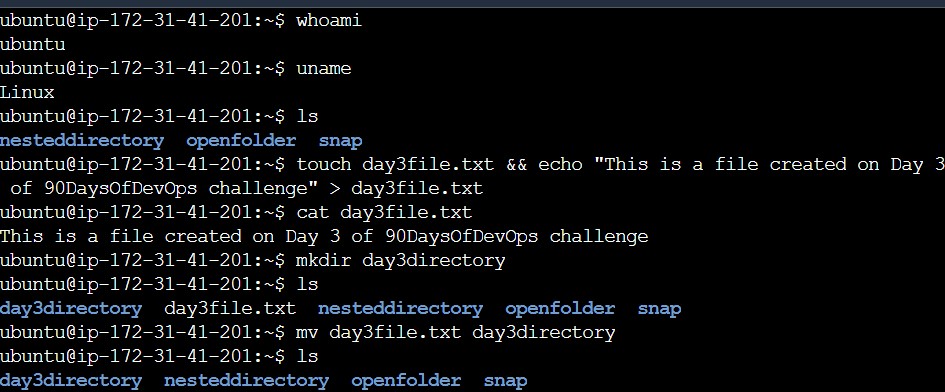 ubuntu@ip-172-31-41-201:~$ whoami
ubuntu
ubuntu@ip-172-31-41-201:~$ uname
Linux
ubuntu@ip-172-31-41-201:~$ ls
nesteddirectory  openfolder  snap
ubuntu@ip-172-31-41-201:~$ touch day3file.txt && echo "This is a file created on Day 3
 of 90DaysOfDevOps challenge" > day3file.txt
ubuntu@ip-172-31-41-201:~$ cat day3file.txt
This is a file created on Day 3 of 90DaysOfDevOps challenge
ubuntu@ip-172-31-41-201:~$ mkdir day3directory
ubuntu@ip-172-31-41-201:~$ ls
day3directory  day3file.txt  nesteddirectory  openfolder  snap
ubuntu@ip-172-31-41-201:~$ mv day3file.txt day3directory
ubuntu@ip-172-31-41-201:~$ ls
day3directory  nesteddirectory  openfolder  snap